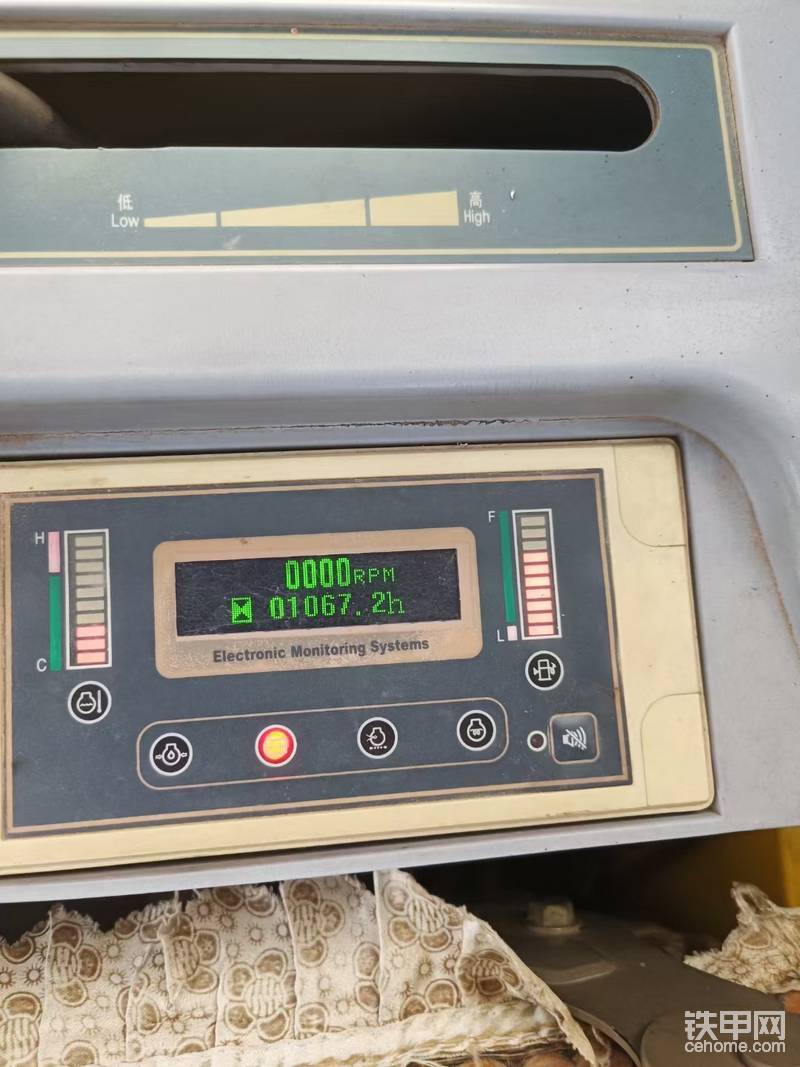 低 高
Low High
H F
0000RPM
01067.2h
C L
Electronic Monitoring Systems
铁甲网
cehome.com